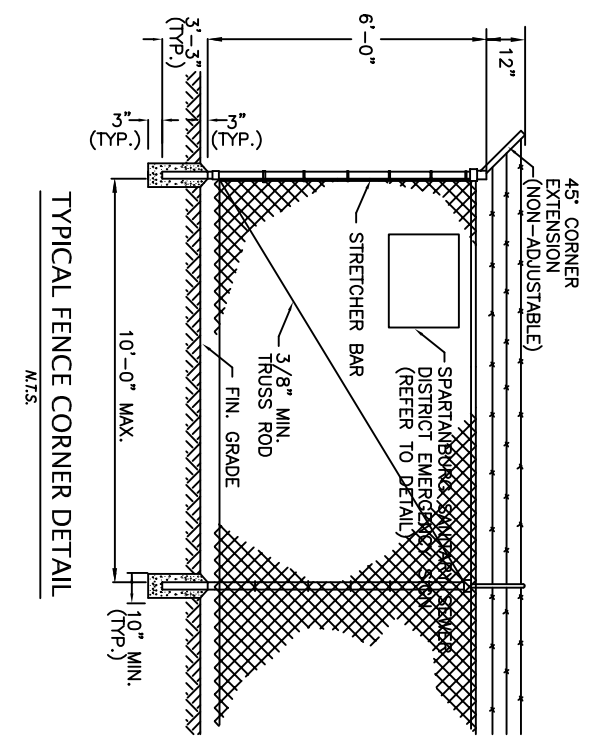 12"
6'-0"
3'-3"
(TYP.)
3"
(TYP.)
3"
(TYP.)
45° CORNER
EXTENSION
(NON-ADJUSTABLE)
STRETCHER BAR
SPARTANBURG SANITARY SEWER
DISTRICT EMERGENCY SIGN
(REFER TO DETAIL)
3/8" MIN.
TRUSS ROD
FIN. GRADE
10'-0" MAX.
10" MIN.
(TYP.)
TYPICAL FENCE CORNER DETAIL
N.T.S.